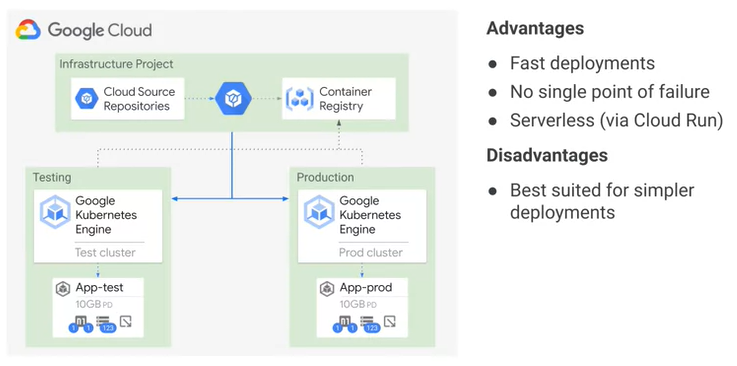 Google Cloud
Infrastructure Project
Cloud Source
Repositories
Container
Registry
Testing
Google
Kubernetes
Engine
Test cluster
App-test
10GB PD
1 1 123
Production
Google
Kubernetes
Engine
Prod cluster
App-prod
10GB PD
1 1 123
Advantages
● Fast deployments
● No single point of failure
● Serverless (via Cloud Run)
Disadvantages
● Best suited for simpler
deployments